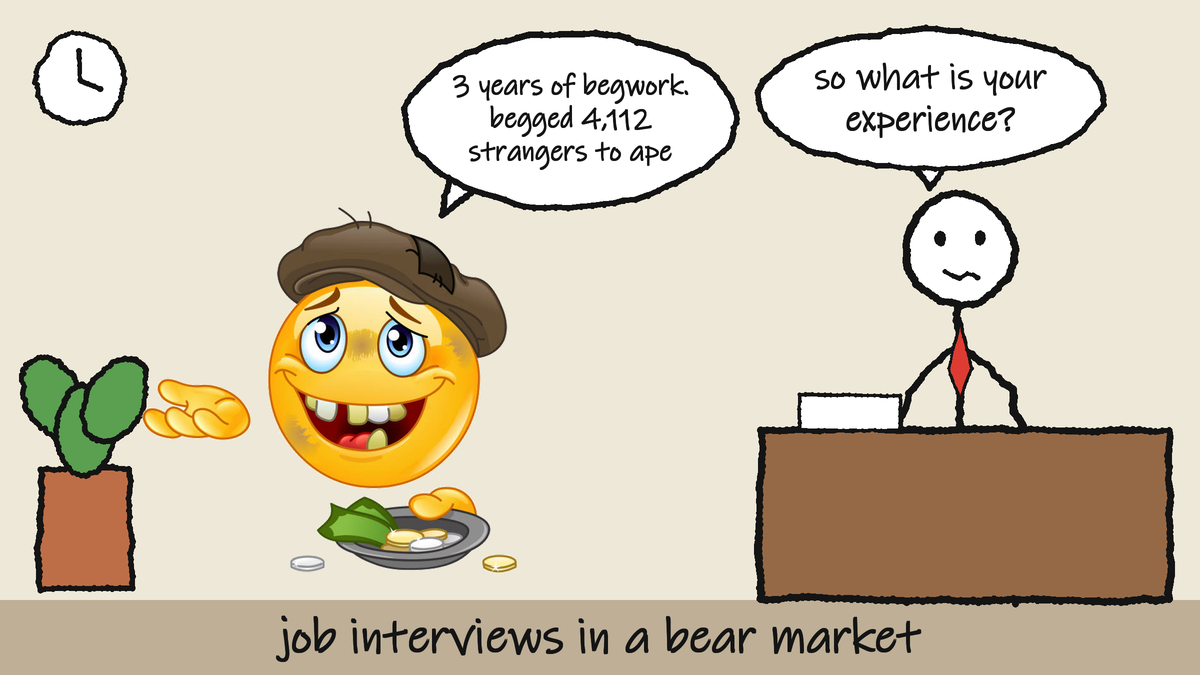 so what is your
experience?
3 years of begwork.
begged 4,112
strangers to ape
job interviews in a bear market